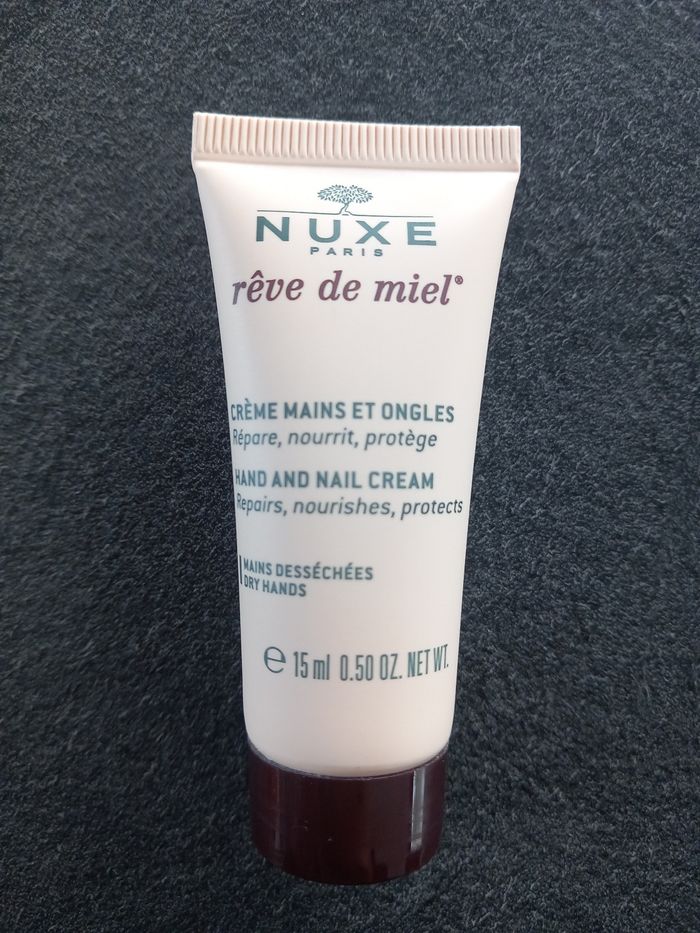 NUXE
PARIS
rêve de miel®
CRÈME MAINS ET ONGLES
Répare, nourrit, protège
HAND AND NAIL CREAM
Repairs, nourishes, protects
MAINS DESSÉCHÉES
DRY HANDS
℮ 15 ml 0.50 OZ. NET WT.